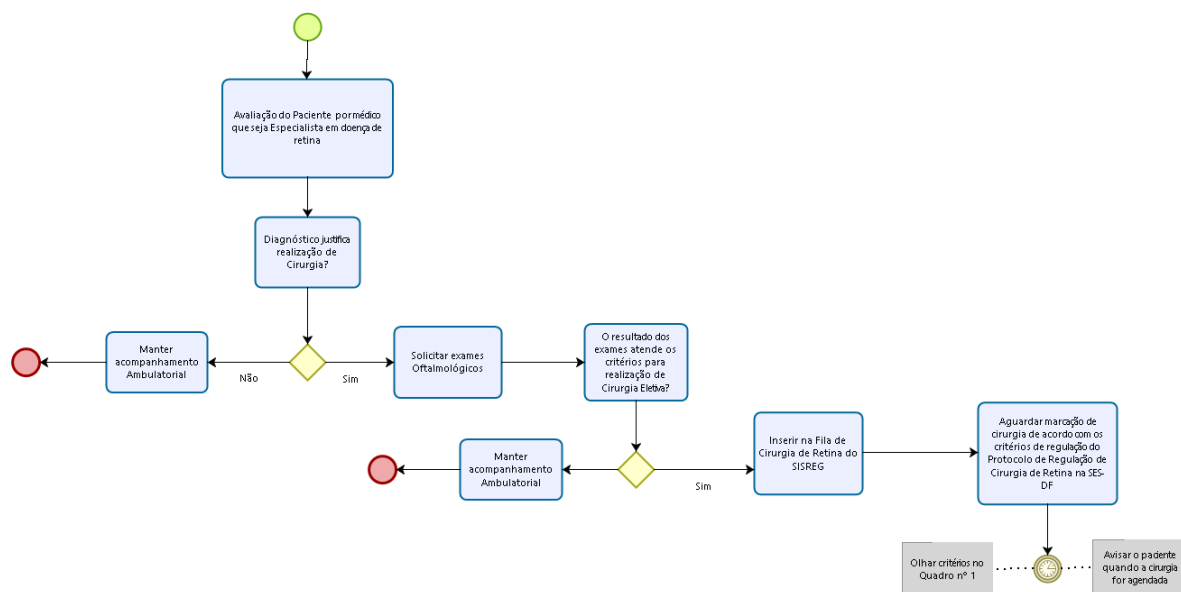 Avaliação do Paciente por médico
que seja Especialista em doença de
retina
Diagnóstico justifica
realização de
Cirurgia?
Manter
acompanhamento
Ambulatorial
Não
Sim
Solicitar exames
Oftalmológicos
O resultado dos
exames atende os
critérios para
realização de
Cirurgia Eletiva?
Manter
acompanhamento
Ambulatorial
Sim
Inserir na Fila de
Cirurgia de Retina do
SISREG
Aguardar marcação de
cirurgia de acordo com os
critérios de regulação do
Protocolo de Regulação de
Cirurgia de Retina na SES-
DF
Olhar critérios no
Quadro nº 1
Avisar o paciente
quando a cirurgia
for agendada